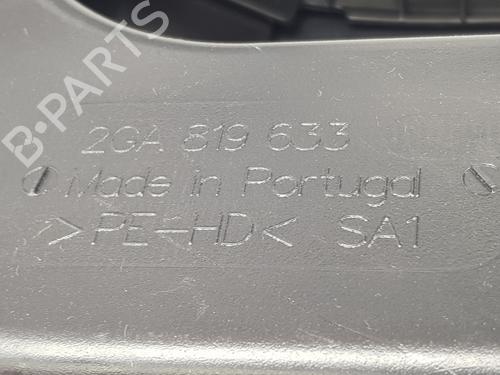 B-PARTS
2GA 819 633
Made in Portugal
>PE-HD< SA1